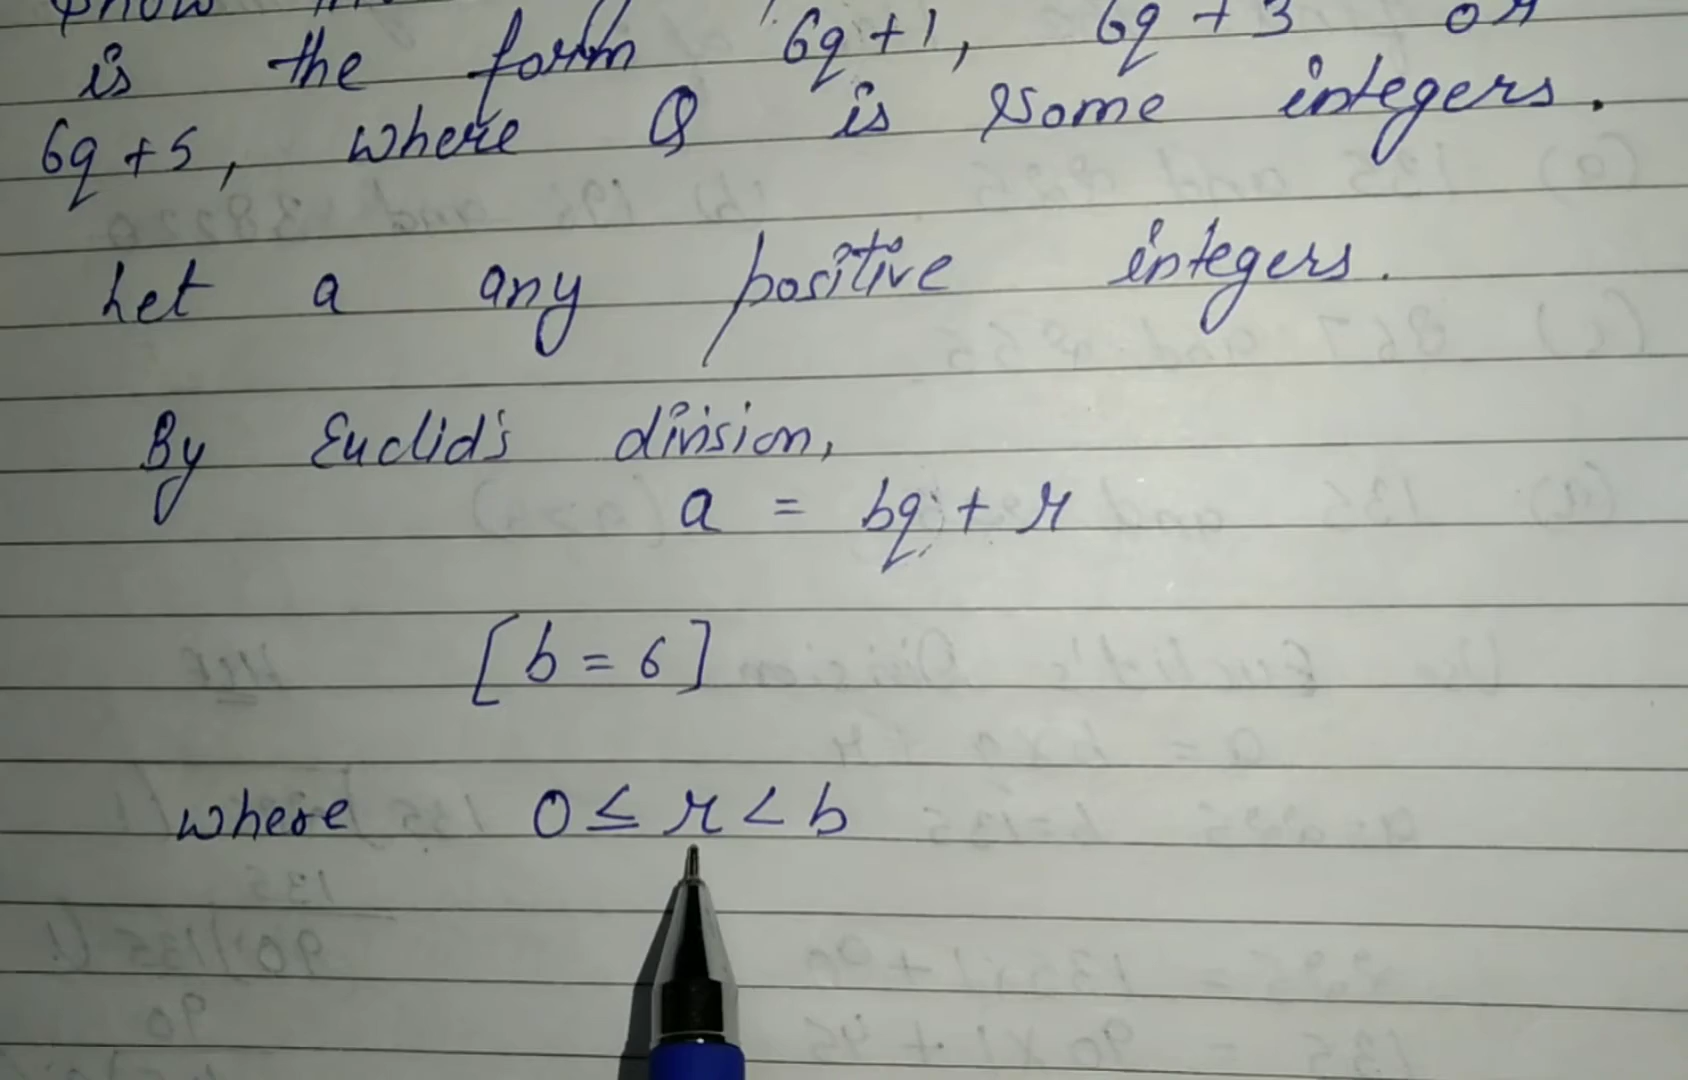 is the form 6q+1, 6q+3 or
6q+5, where Q is some integers.
Let a any positive integers.
By Euclid's division,
a = bq + r
[b = 6]
where 0 ≤ r < b